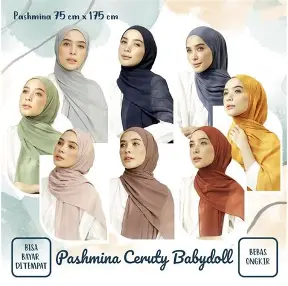 Pashmina 75 cm x 175 cm
BISA
BAYAR
DITEMPAT
Pashmina Ceruty Babydoll
BEBAS
ONGKIR